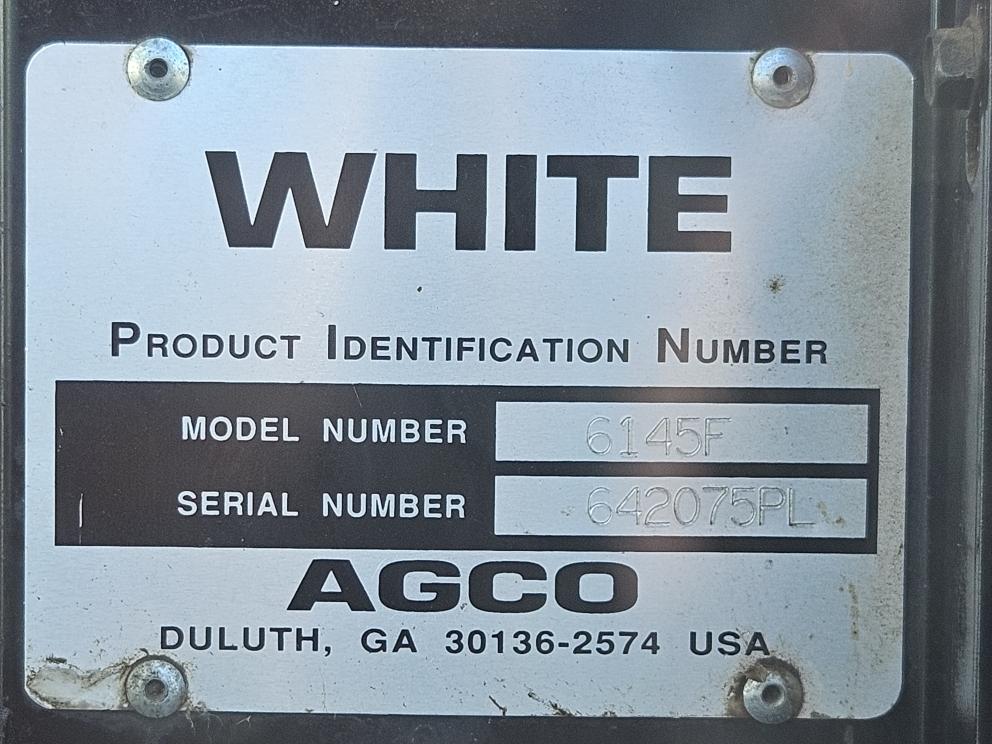 WHITE
PRODUCT IDENTIFICATION NUMBER
MODEL NUMBER 6145F
SERIAL NUMBER 642075PL
AGCO
DULUTH, GA 30136-2574 USA